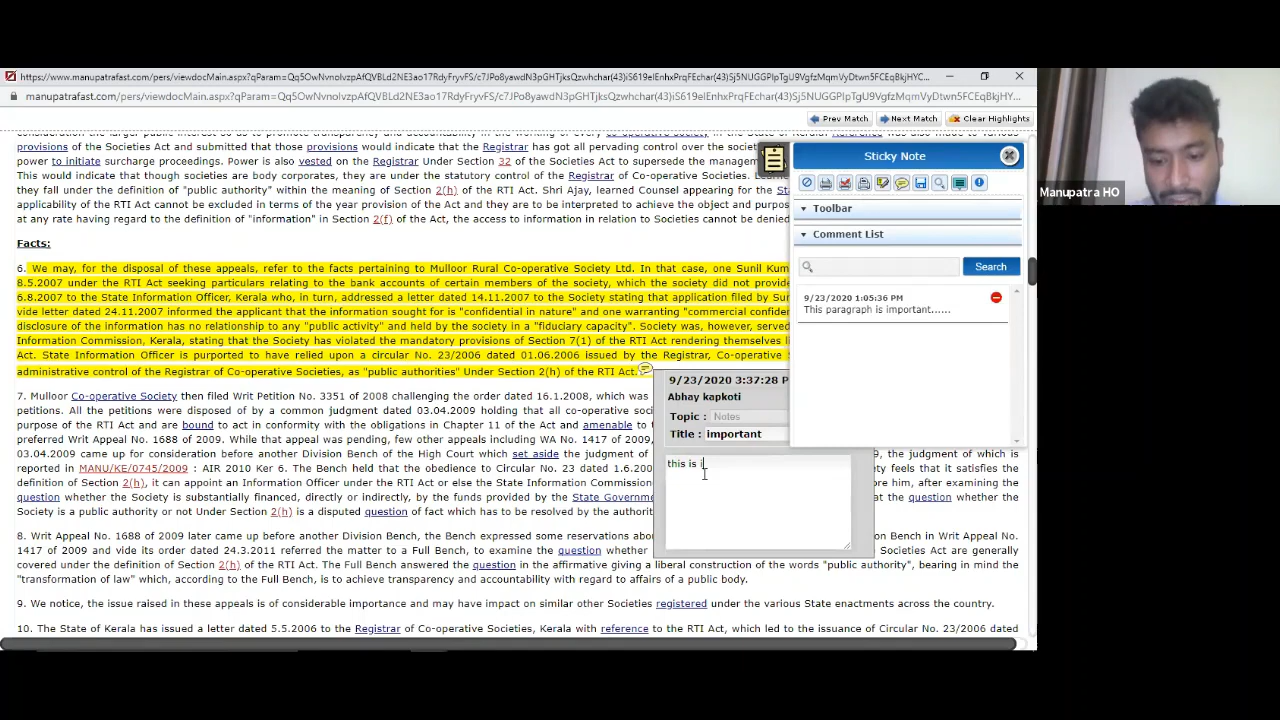 https://www.manupatrafast.com/pers/viewdocMain.aspx?qParam=
manupatrafast.com/pers/viewdocMain.aspx?qParam=
Prev Match Next Match Clear Highlights
provisions of the Societies Act and submitted that those provisions would indicate that the Registrar has got all pervading control over the
power to initiate surcharge proceedings. Power is also vested on the Registrar Under Section 32 of the Societies Act to supersede the
This would indicate that though societies are body corporates, they are under the statutory control of the Registrar of Co-operative Societies.
they fall under the definition of "public authority" within the meaning of Section 2(h) of the RTI Act. Shri Ajay, learned Counsel appearing for the
applicability of the RTI Act cannot be excluded in terms of the year provision of the Act and they are to be interpreted to achieve the object and
at any rate having regard to the definition of "information" in Section 2(f) of the Act, the access to information in relation to Societies cannot be denied
Facts:
6. We may, for the disposal of these appeals, refer to the facts pertaining to Mulloor Rural Co-operative Society Ltd. In that case, one Sunil
8.5.2007 under the RTI Act seeking particulars relating to the bank accounts of certain members of the society, which the society did not
6.8.2007 to the State Information Officer, Kerala who, in turn, addressed a letter dated 14.11.2007 to the Society stating that application filed by
vide letter dated 24.11.2007 informed the applicant that the information sought for is "confidential in nature" and one warranting "commercial
disclosure of the information has no relationship to any "public activity" and held by the society in a "fiduciary capacity". Society was, however,
Information Commission, Kerala, stating that the Society has violated the mandatory provisions of Section 7(1) of the RTI Act rendering themselves
Act. State Information Officer is purported to have relied upon a circular No. 23/2006 dated 01.06.2006 issued by the Registrar, Co-operative
administrative control of the Registrar of Co-operative Societies, as "public authorities" Under Section 2(h) of the RTI Act.
7. Mulloor Co-operative Society then filed Writ Petition No. 3351 of 2008 challenging the order dated 16.1.2008, which was
petitions. All the petitions were disposed of by a common judgment dated 03.04.2009 holding that all co-operative
purpose of the RTI Act and are bound to act in conformity with the obligations in Chapter 11 of the Act and amenable to
preferred Writ Appeal No. 1688 of 2009. While that appeal was pending, few other appeals including WA No. 1417 of 2009,
03.04.2009 came up for consideration before another Division Bench of the High Court which set aside the 9, the judgment of which is
reported in MANU/KE/0745/2009 : AIR 2010 Ker 6. The Bench held that the obedience to Circular No. 23 dated 1.6.200 ety feels that it satisfies the
definition of Section 2(h), it can appoint an Information Officer under the RTI Act or else the State Information re him, after examining the
question whether the Society is substantially financed, directly or indirectly, by the funds provided by the State at the question whether the
Society is a public authority or not Under Section 2(h) is a disputed question of fact which has to be resolved by the
8. Writ Appeal No. 1688 of 2009 later came up before another Division Bench, the Bench expressed some reservations Bench in Writ Appeal No.
1417 of 2009 and vide its order dated 24.3.2011 referred the matter to a Full Bench, to examine the question whether Societies Act are generally
covered under the definition of Section 2(h) of the RTI Act. The Full Bench answered the question in the affirmative giving a liberal construction of the words "public authority", bearing in mind the
"transformation of law" which, according to the Full Bench, is to achieve transparency and accountability with regard to affairs of a public body.
9. We notice, the issue raised in these appeals is of considerable importance and may have impact on similar other Societies registered under the various State enactments across the country.
10. The State of Kerala has issued a letter dated 5.5.2006 to the Registrar of Co-operative Societies, Kerala with reference to the RTI Act, which led to the issuance of Circular No. 23/2006 dated
Sticky Note
Toolbar
Comment List
Search
9/23/2020 1:05:36 PM
This paragraph is important......
9/23/2020 3:37:28 P
Abhay kapkoti
Topic : Notes
Title : important
this is i
Manupatra HO